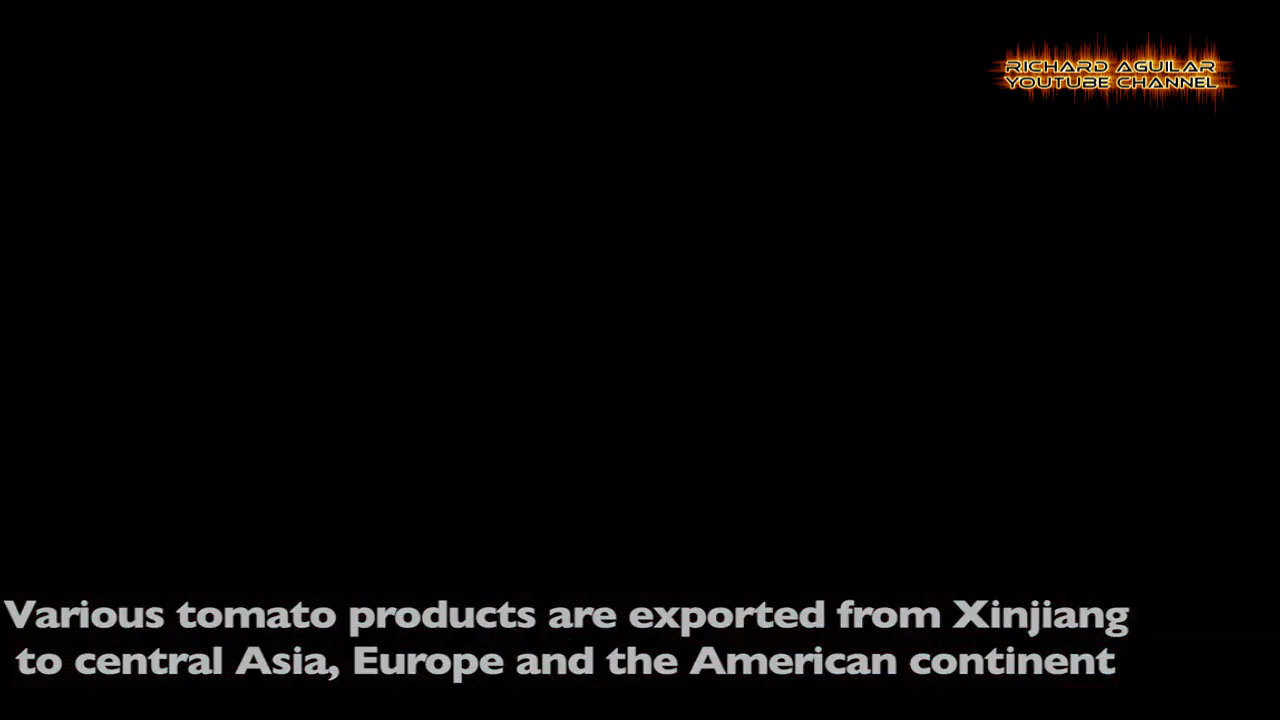 RICHARD AGUILAR
YOUTUBE CHANNEL
Various tomato products are exported from Xinjiang
to central Asia, Europe and the American continent